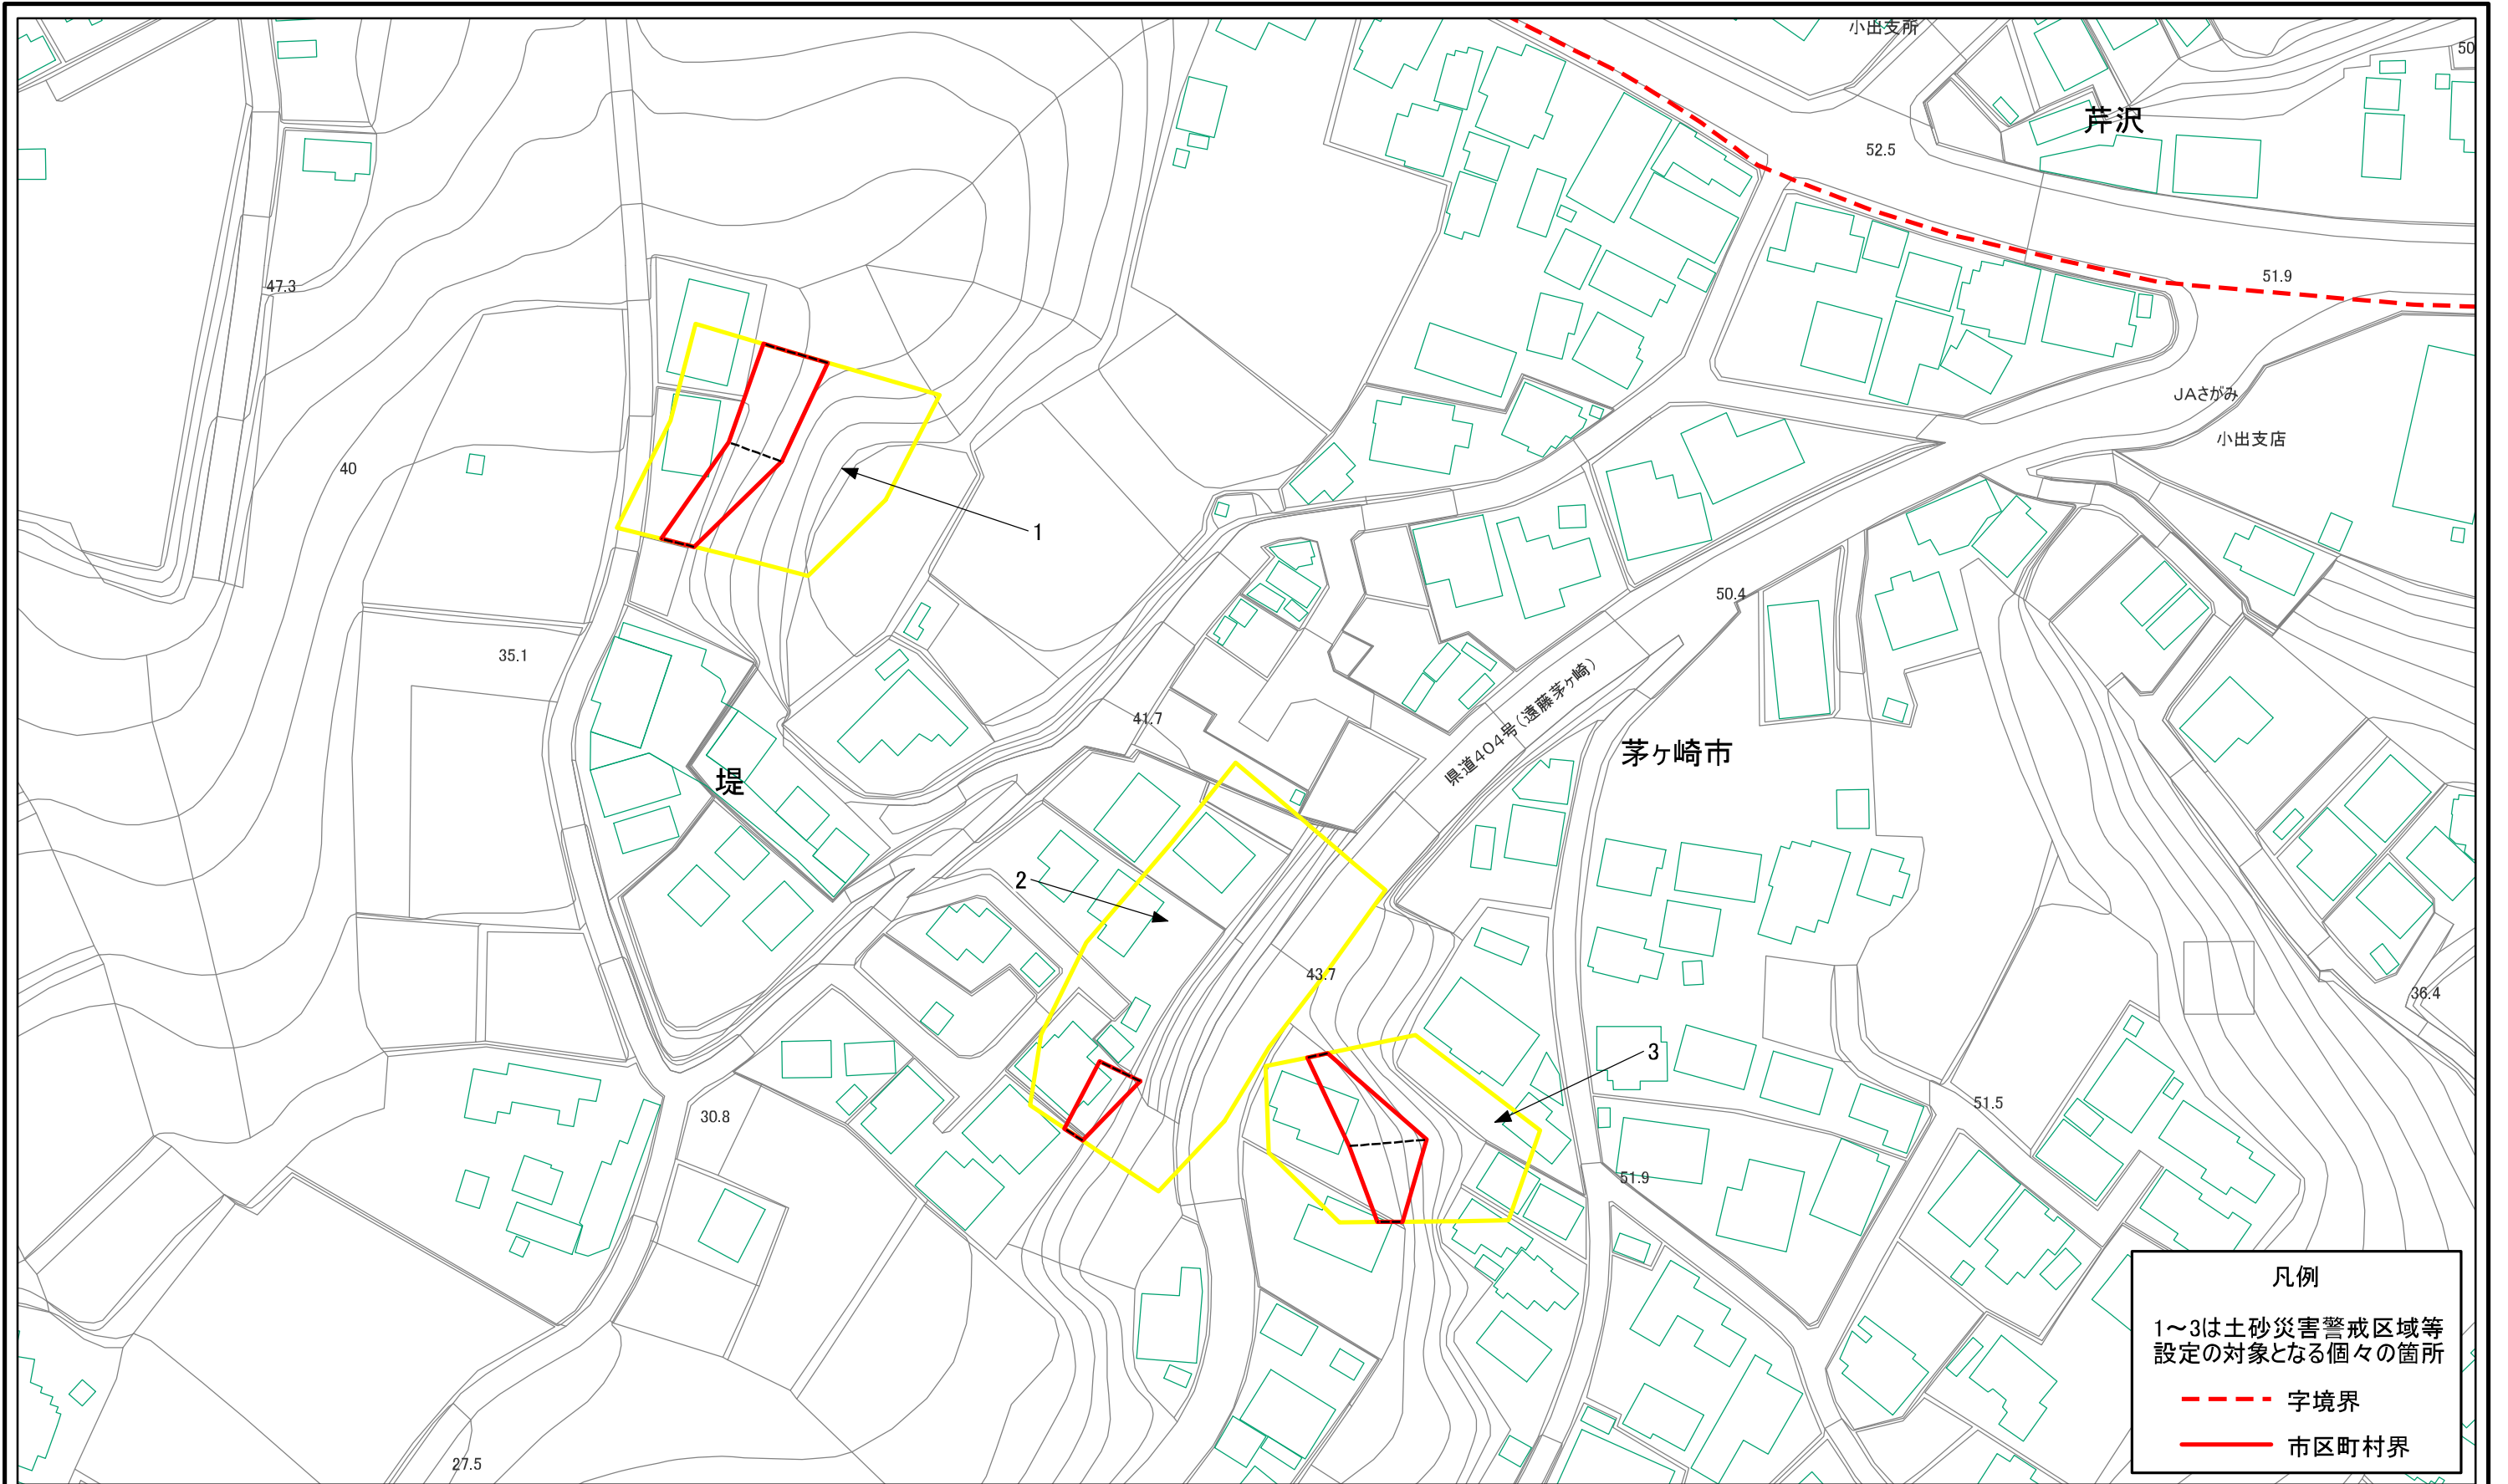 小出支所
50
芹沢
52.5
47.3
51.9
JAさがみ
小出支店
40
1
50.4
35.1
41.7
県道404号(遠藤茅ヶ崎)
茅ヶ崎市
堤
2
43.7
36.4
3
30.8
51.5
51.9
27.5
凡例
1~3は土砂災害警戒区域等
設定の対象となる個々の箇所
字境界
市区町村界